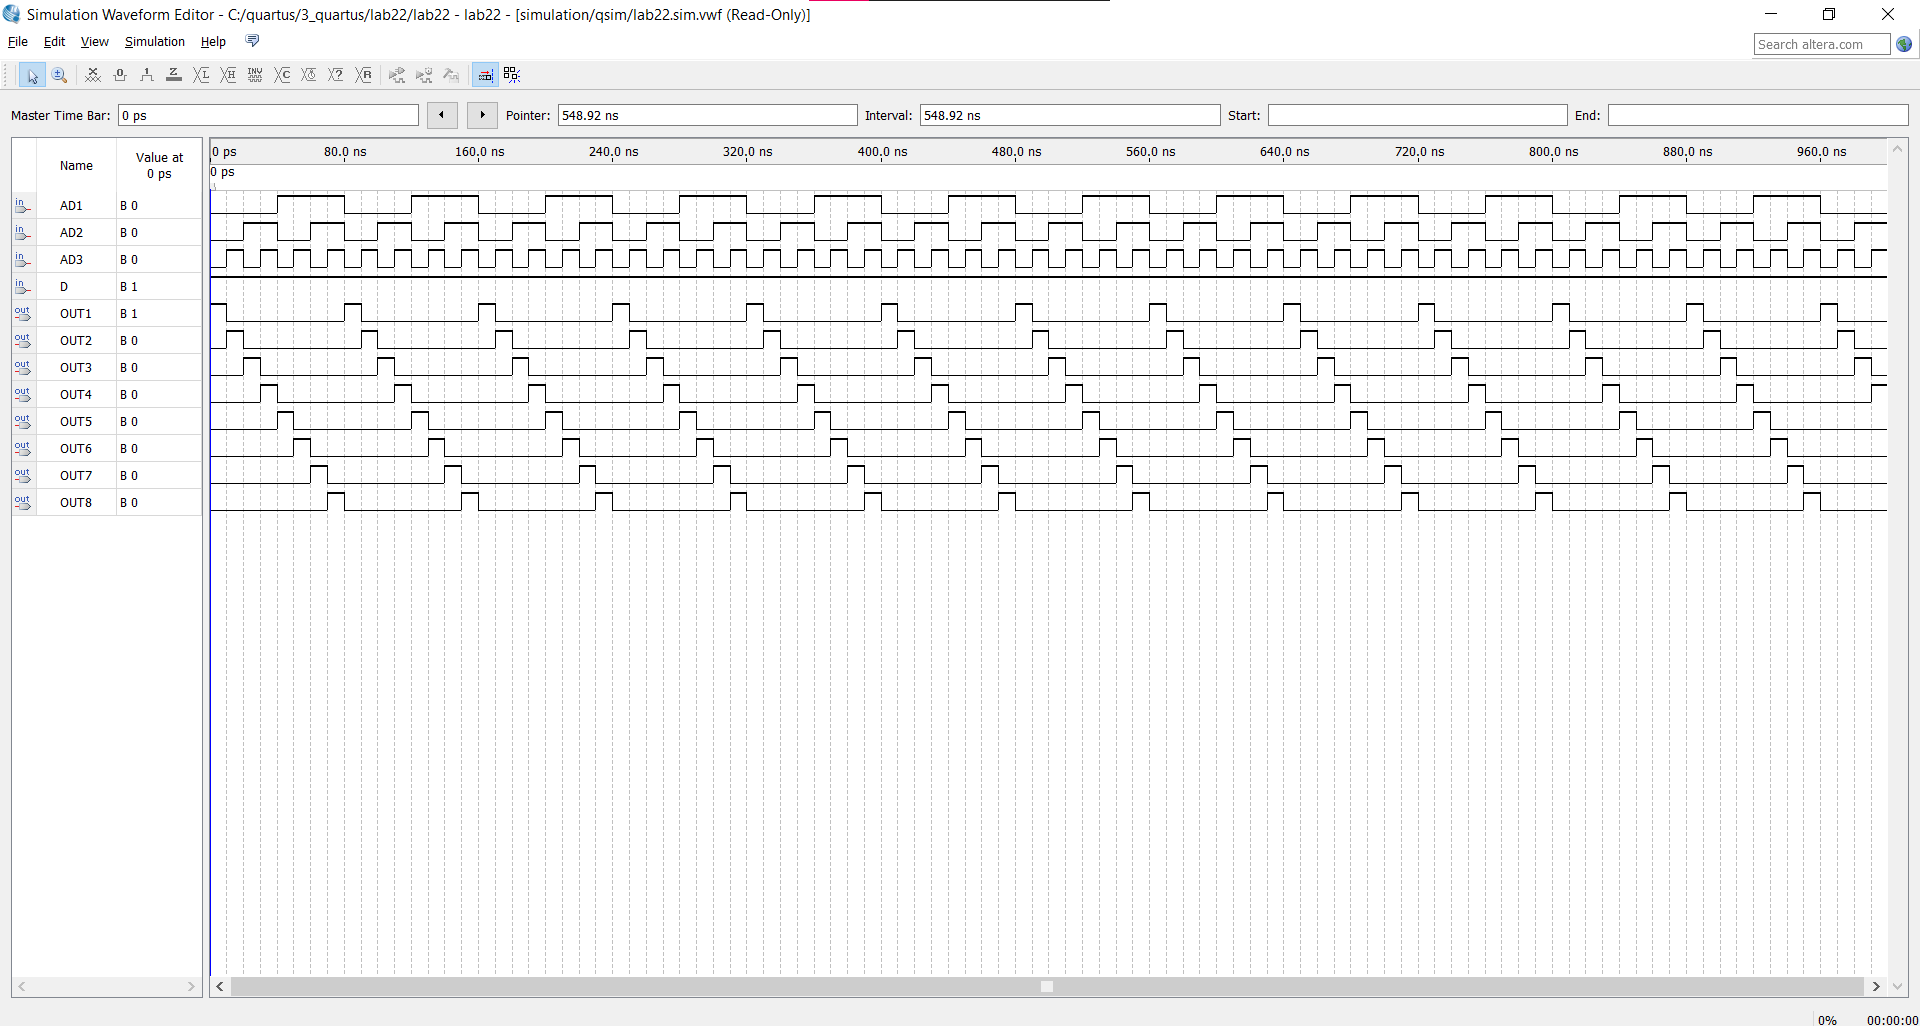 Simulation Waveform Editor - C:/quartus/3_quartus/lab22/lab22 - lab22 - [simulation/qsim/lab22.sim.vwf (Read-Only)]
File Edit View Simulation Help
Search altera.com
Master Time Bar: 0 ps Pointer: 548.92 ns Interval: 548.92 ns Start: End:
Name Value at 0 ps
0 ps 80.0 ns 160.0 ns 240.0 ns 320.0 ns 400.0 ns 480.0 ns 560.0 ns 640.0 ns 720.0 ns 800.0 ns 880.0 ns 960.0 ns
0 ps
in AD1 B 0
in AD2 B 0
in AD3 B 0
in D B 1
out OUT1 B 1
out OUT2 B 0
out OUT3 B 0
out OUT4 B 0
out OUT5 B 0
out OUT6 B 0
out OUT7 B 0
out OUT8 B 0
0% 00:00:00